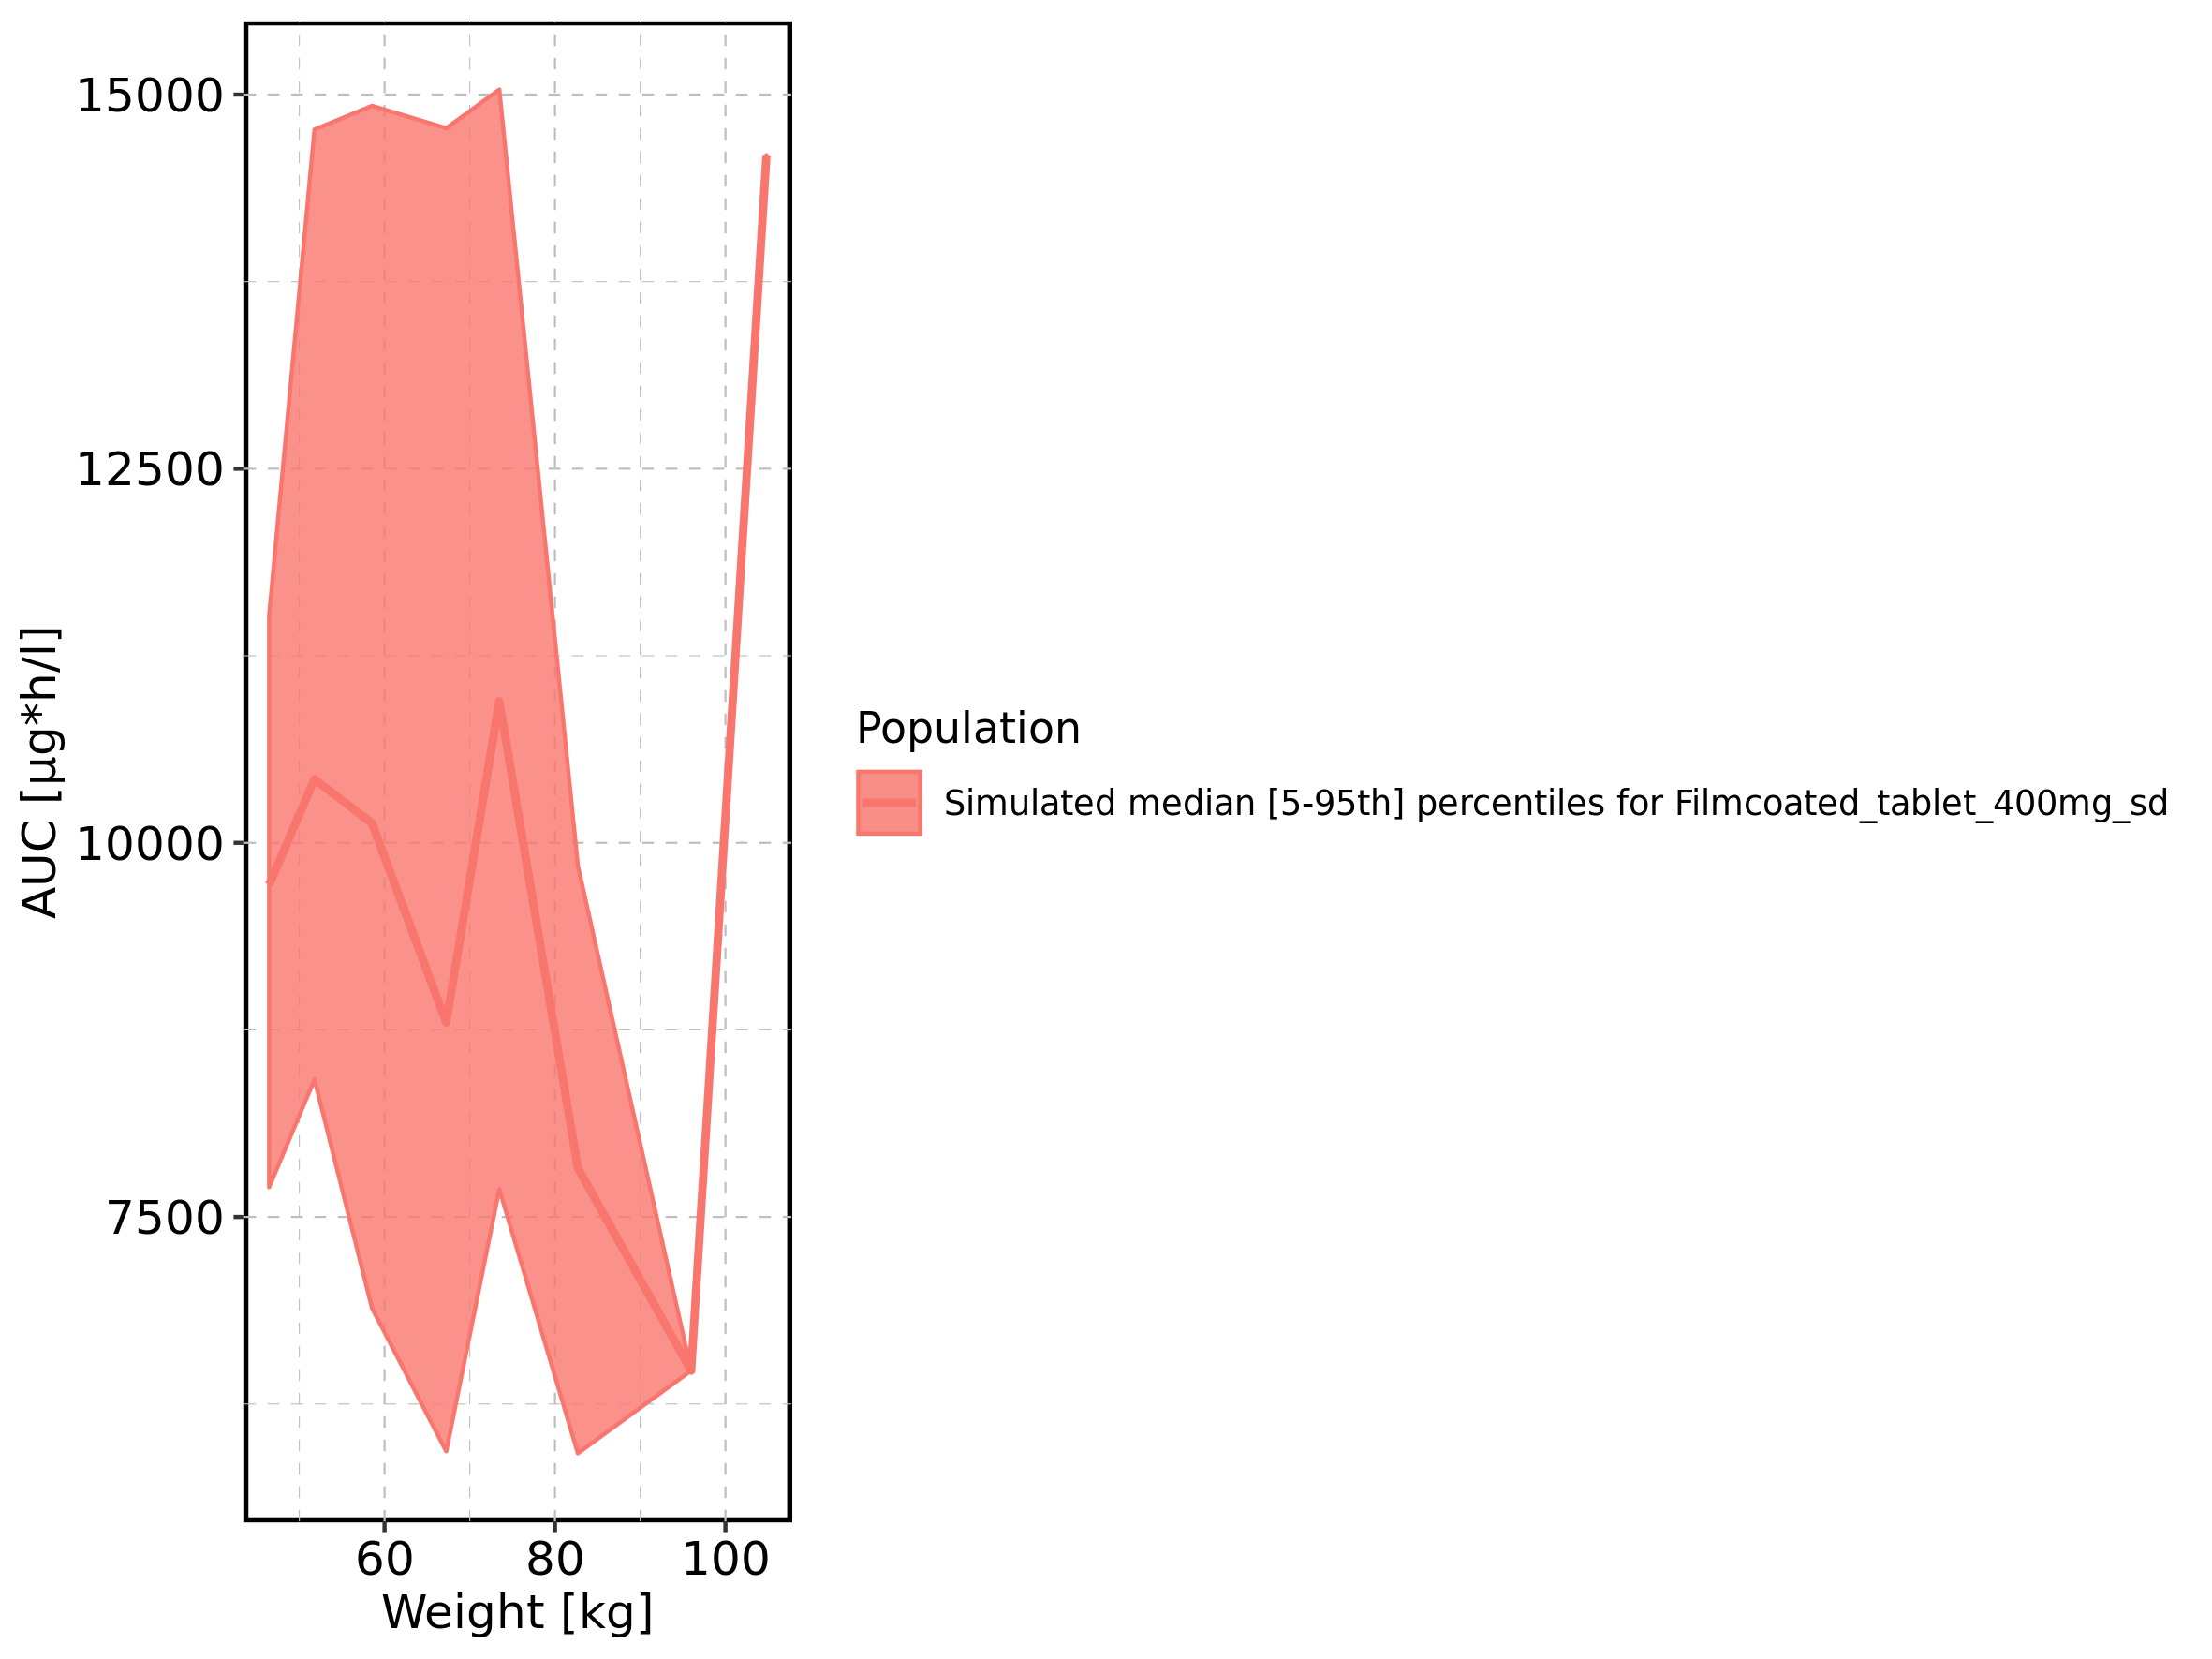 15000
12500
10000
7500
AUC [µg*h/l]
60 80 100
Weight [kg]
Population
Simulated median [5-95th] percentiles for Filmcoated_tablet_400mg_sd